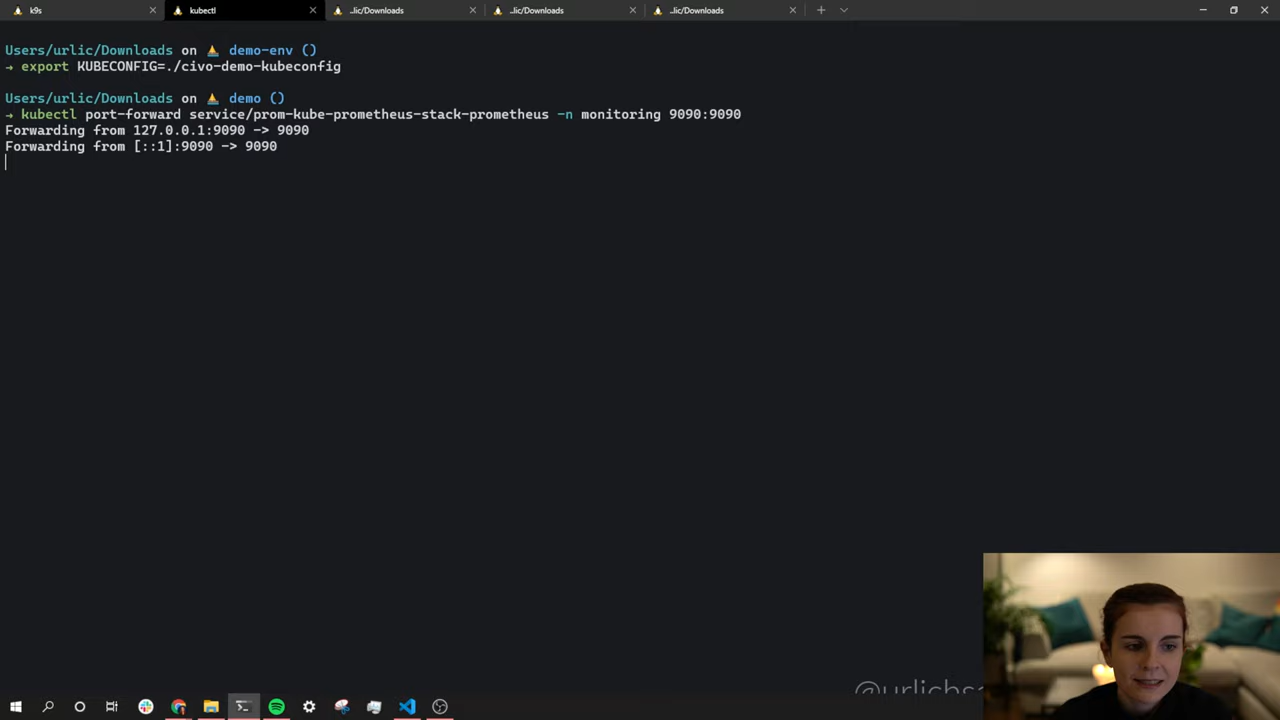 k9s
kubectl
../ic/Downloads
../ic/Downloads
../ic/Downloads
Users/urlic/Downloads on demo-env ()
→ export KUBECONFIG=./civo-demo-kubeconfig
Users/urlic/Downloads on demo ()
→ kubectl port-forward service/prom-kube-prometheus-stack-prometheus -n monitoring 9090:9090
Forwarding from 127.0.0.1:9090 -> 9090
Forwarding from [::1]:9090 -> 9090